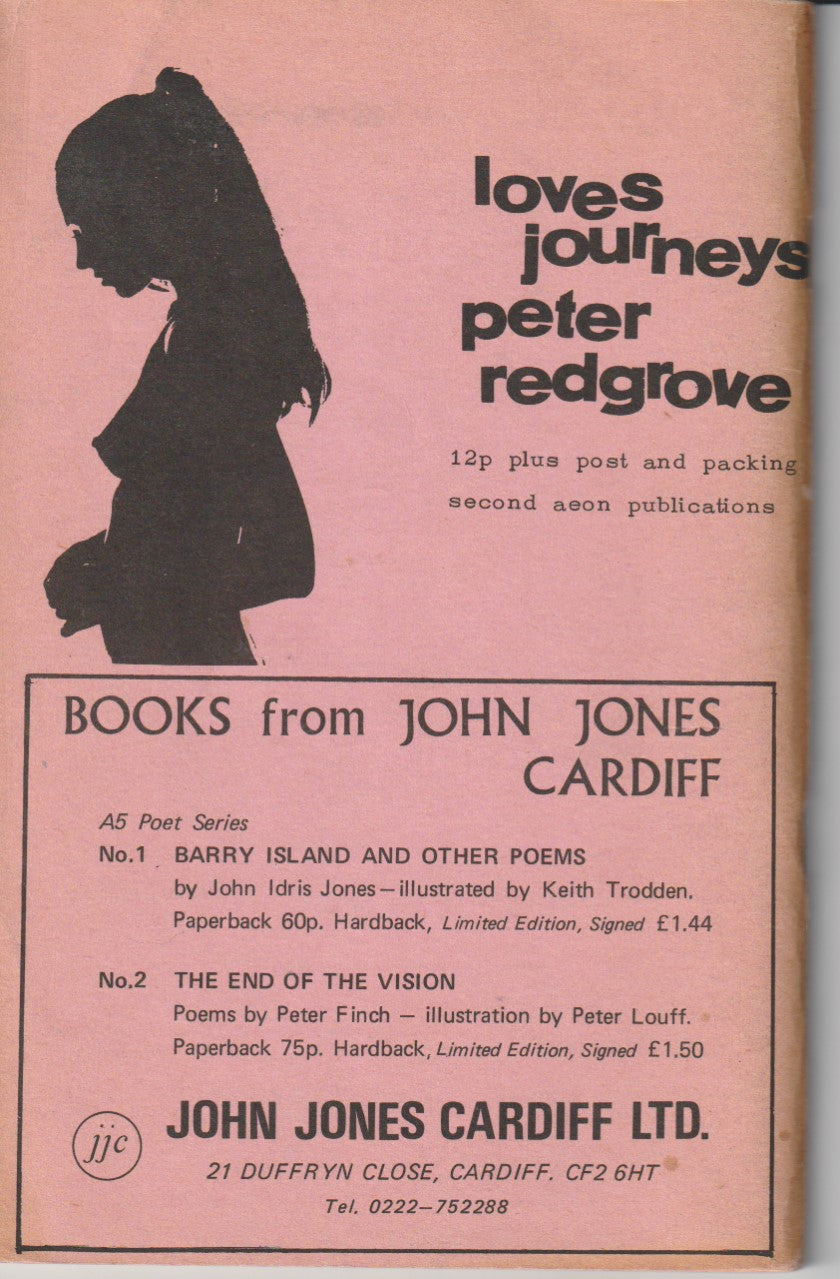 loves
journeys
peter
redgrove
12p plus post and packing
second aeon publications
BOOKS from JOHN JONES
CARDIFF
A5 Poet Series
No.1 BARRY ISLAND AND OTHER POEMS
by John Idris Jones—illustrated by Keith Trodden.
Paperback 60p. Hardback, Limited Edition, Signed £1.44
No.2 THE END OF THE VISION
Poems by Peter Finch — illustration by Peter Louff.
Paperback 75p. Hardback, Limited Edition, Signed £1.50
jjc JOHN JONES CARDIFF LTD.
21 DUFFRYN CLOSE, CARDIFF. CF2 6HT
Tel. 0222—752288